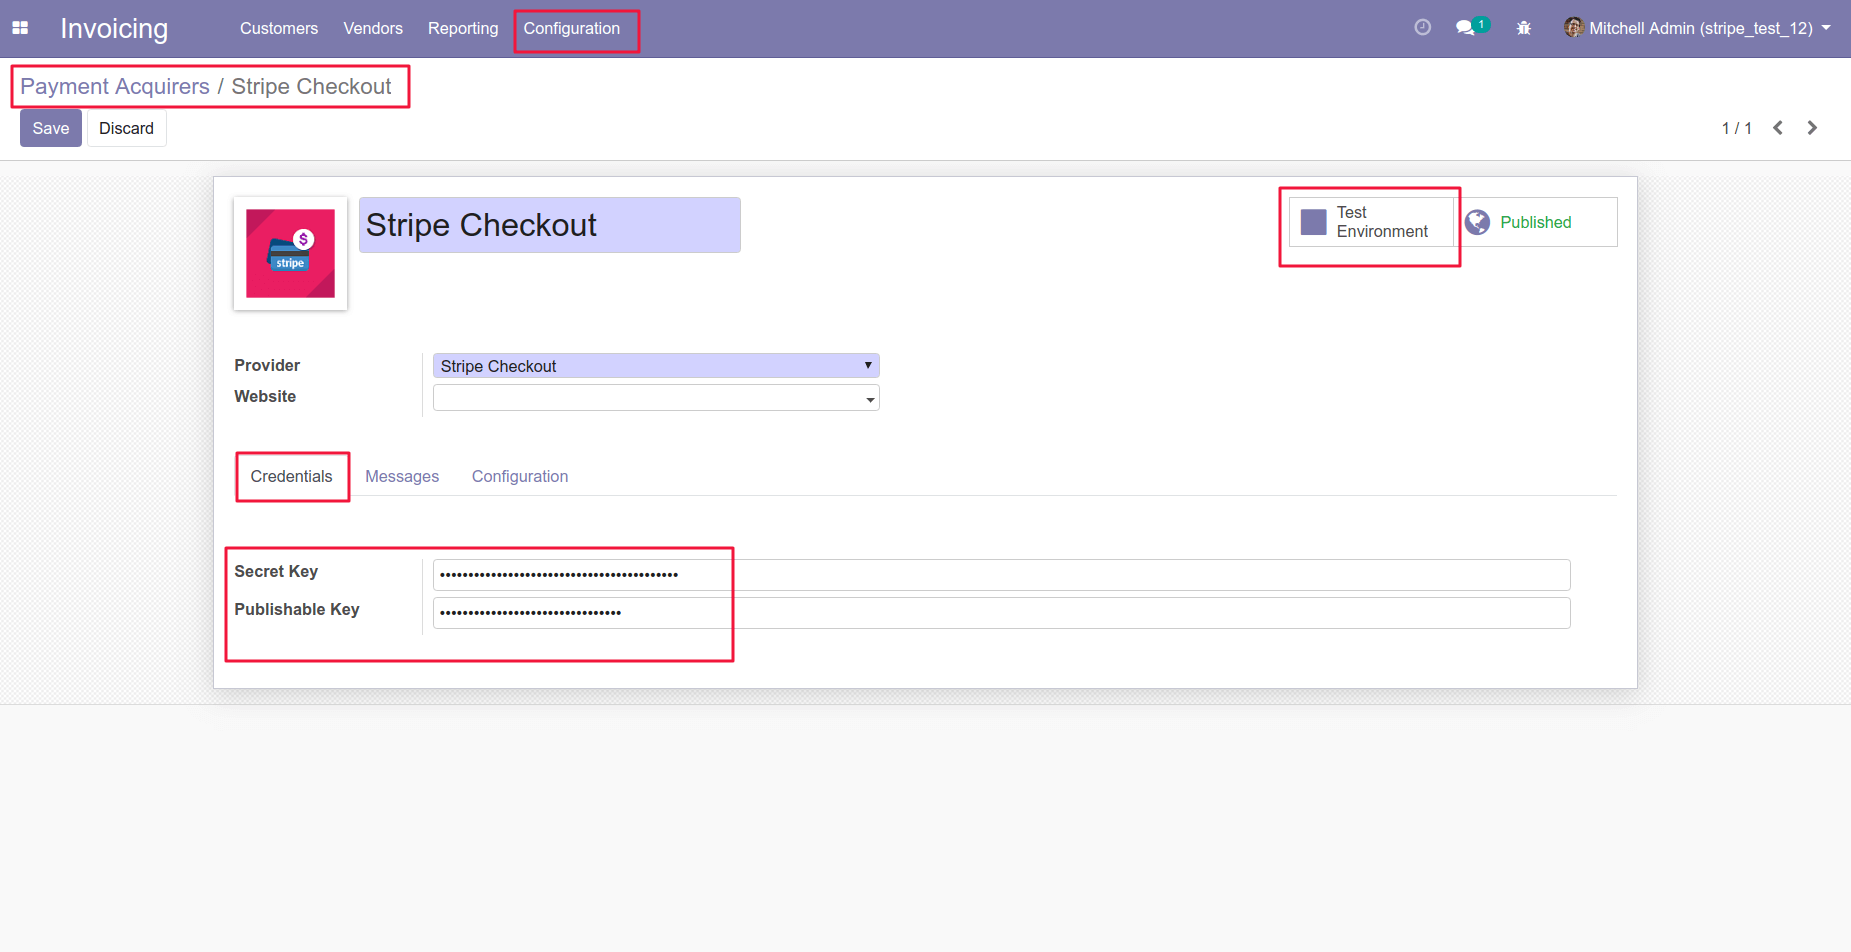 Invoicing Customers Vendors Reporting Configuration 1 Mitchell Admin (stripe_test_12)
Payment Acquirers / Stripe Checkout
Save Discard 1 / 1
$
stripe
Stripe Checkout
Test
Environment
Published
Provider Stripe Checkout
Website
Credentials Messages Configuration
Secret Key
Publishable Key